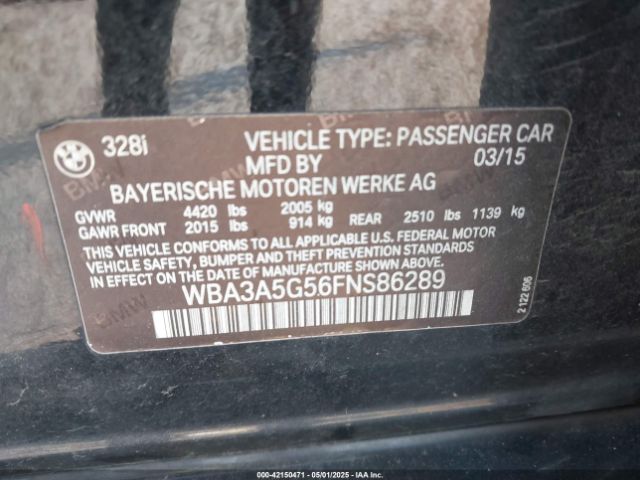 328i VEHICLE TYPE: PASSENGER CAR
MFD BY 03/15
BAYERISCHE MOTOREN WERKE AG
GVWR 4420 lbs 2005 kg
GAWR FRONT 2015 lbs 914 kg REAR 2510 lbs 1139 kg
THIS VEHICLE CONFORMS TO ALL APPLICABLE U.S. FEDERAL MOTOR
VEHICLE SAFETY, BUMPER AND THEFT PREVENTION STANDARDS
IN EFFECT ON THE DATE OF MANUFACTURE SHOWN ABOVE.
WBA3A5G56FNS86289
2 122 606
000-42150471 - 05/01/2025 - IAAI.COM